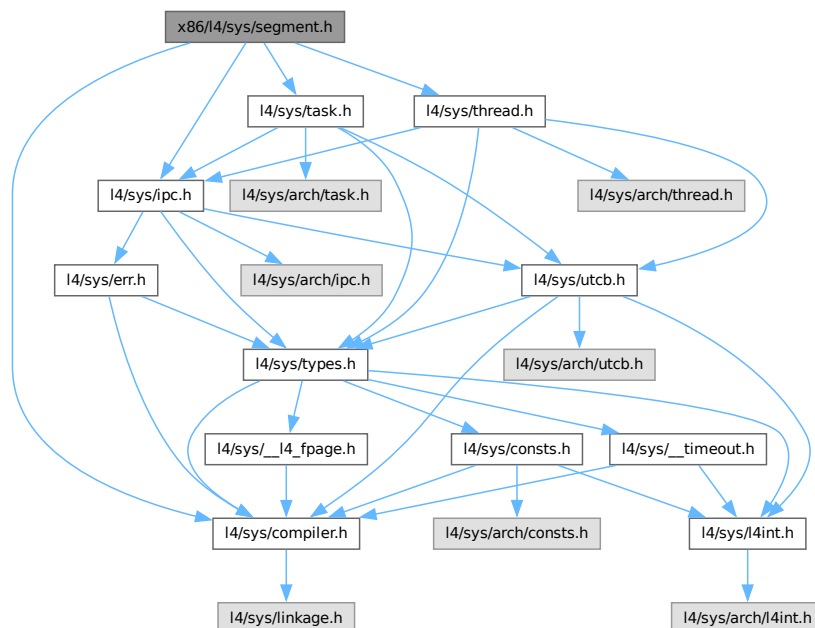 x86/l4/sys/segment.h
l4/sys/task.h
l4/sys/thread.h
l4/sys/ipc.h
l4/sys/arch/task.h
l4/sys/arch/thread.h
l4/sys/err.h
l4/sys/arch/ipc.h
l4/sys/utcb.h
l4/sys/types.h
l4/sys/arch/utcb.h
l4/sys/__l4_fpage.h
l4/sys/consts.h
l4/sys/__timeout.h
l4/sys/compiler.h
l4/sys/arch/consts.h
l4/sys/l4int.h
l4/sys/linkage.h
l4/sys/arch/l4int.h